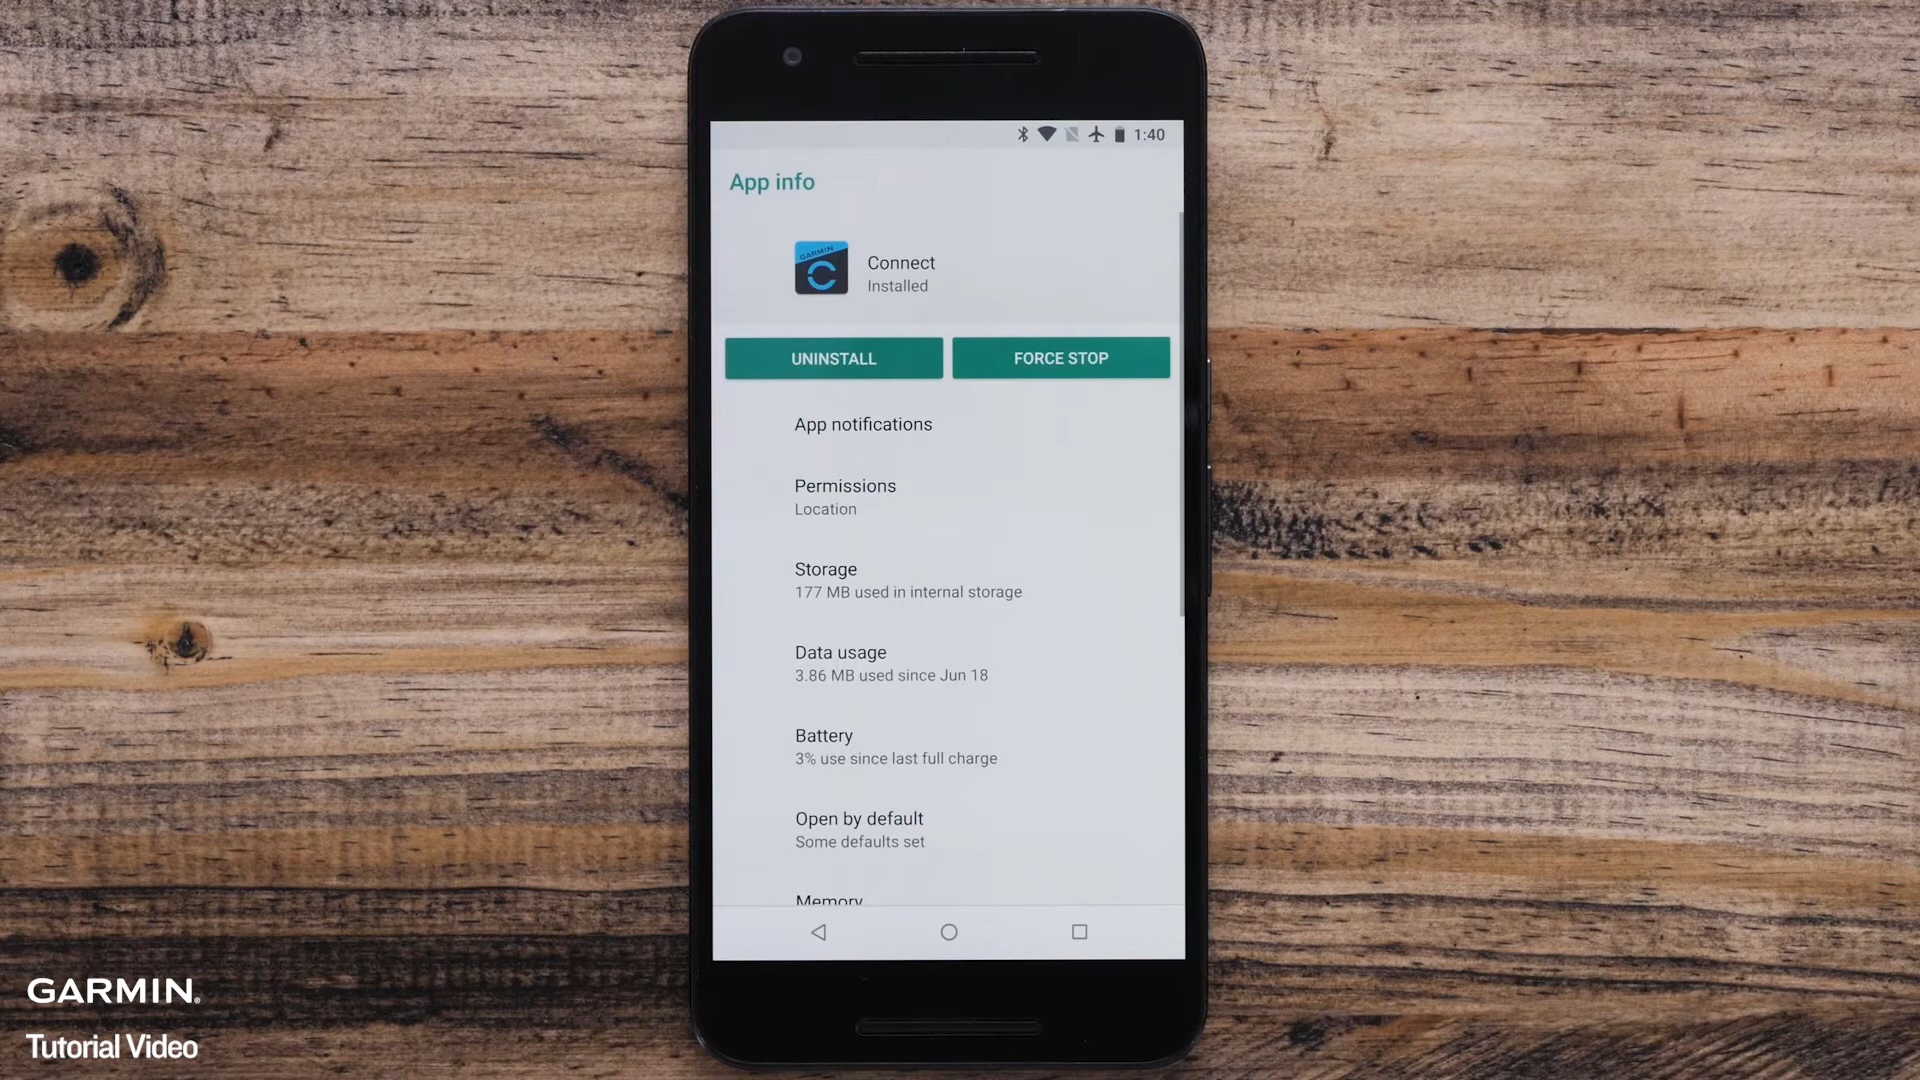 1:40
App info
GARMIN
Connect
Installed
UNINSTALL
FORCE STOP
App notifications
Permissions
Location
Storage
177 MB used in internal storage
Data usage
3.86 MB used since Jun 18
Battery
3% use since last full charge
Open by default
Some defaults set
Memory
GARMIN®
Tutorial Video